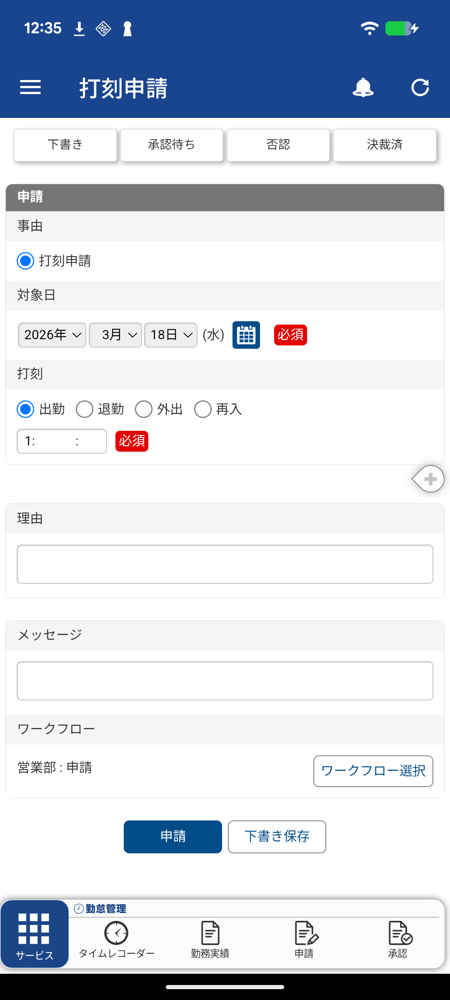 12:35
打刻申請
下書き 承認待ち 否認 決裁済
申請
事由
打刻申請
対象日
2026年 3月 18日 (水) 必須
打刻
出勤 退勤 外出 再入
1: : 必須
理由
メッセージ
ワークフロー
営業部 : 申請 ワークフロー選択
申請 下書き保存
勤怠管理
サービス タイムレコーダー 勤務実績 申請 承認